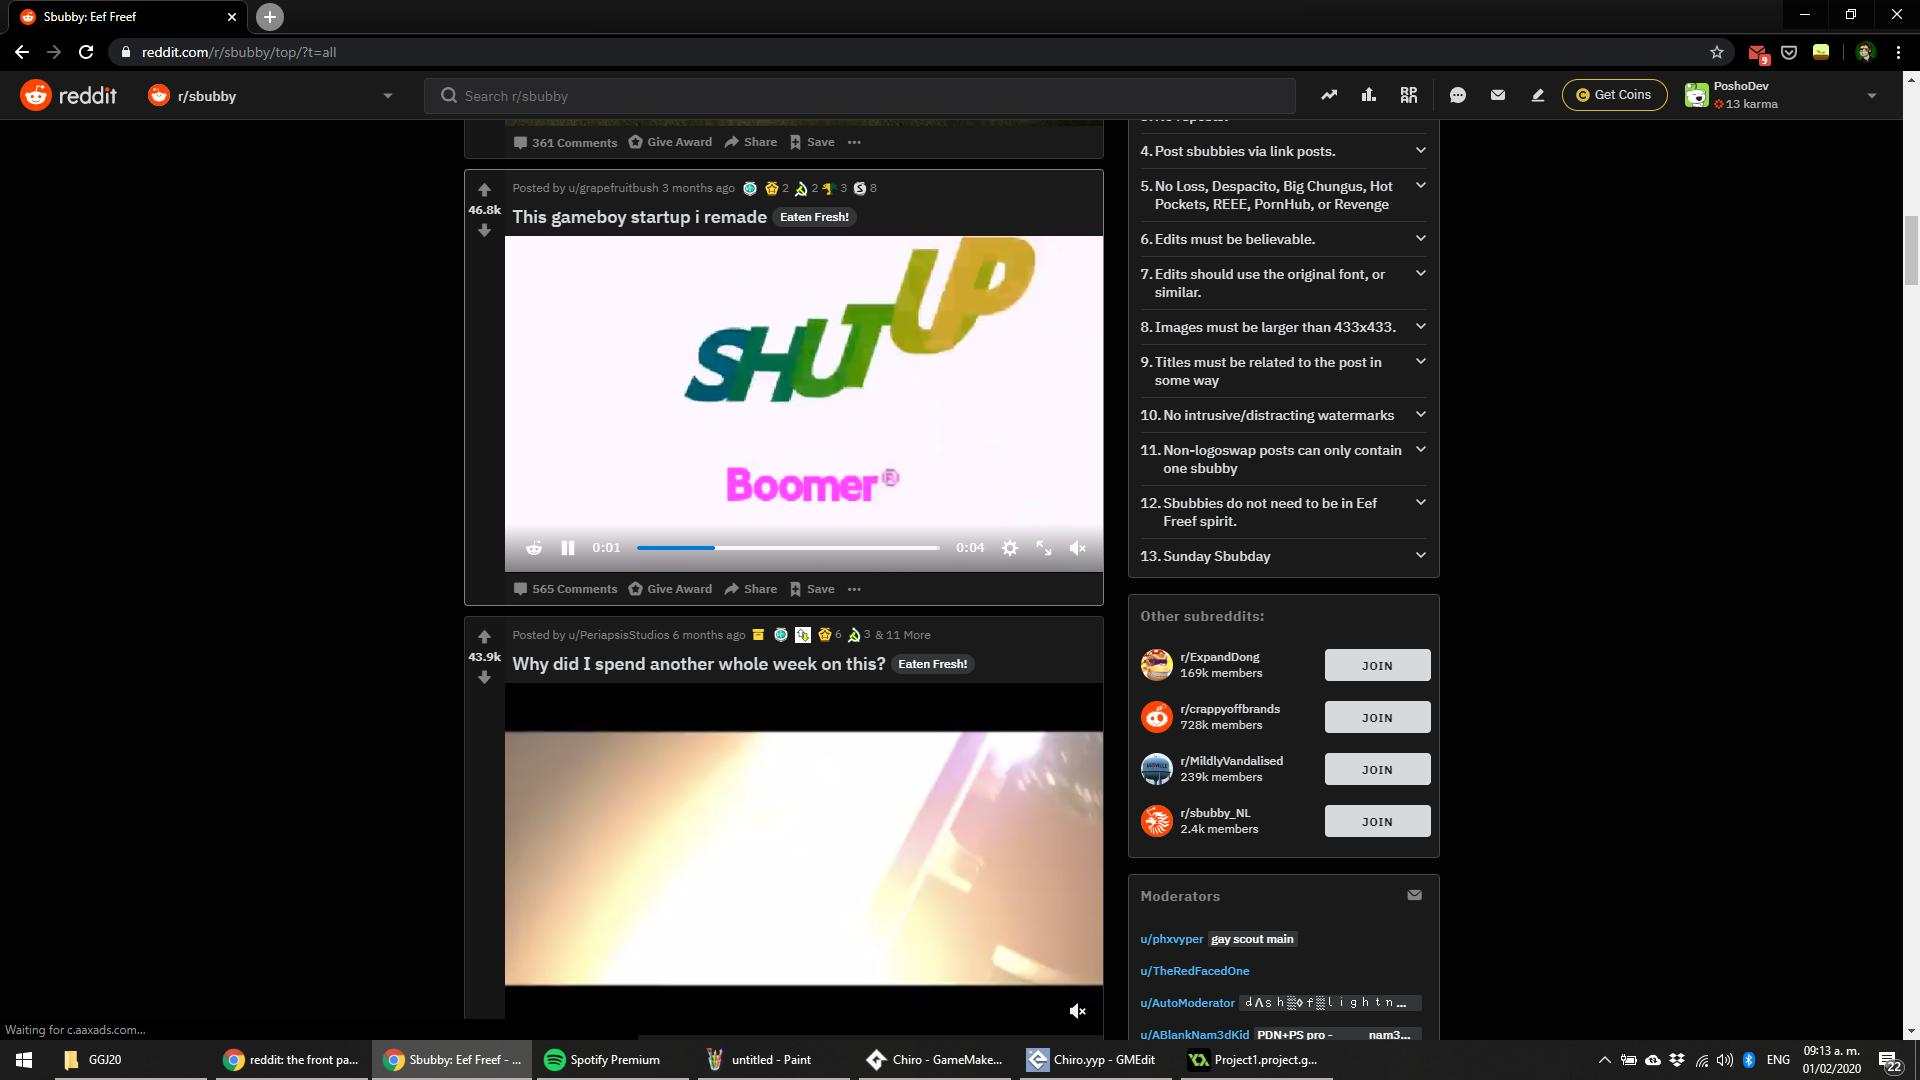 Sbubby: Eef Freef
reddit.com/r/sbubby/top/?t=all
9
reddit
r/sbubby
Search r/sbubby
Get Coins
PoshoDev
13 karma
361 Comments Give Award Share Save
Posted by u/grapefruitbush 3 months ago 2 2 3 S 8
46.8k
This gameboy startup i remade Eaten Fresh!
SHUT UP
Boomer®
0:01 0:04
565 Comments Give Award Share Save
Posted by u/PeriapsisStudios 6 months ago 6 3 & 11 More
43.9k
Why did I spend another whole week on this? Eaten Fresh!
4. Post sbubbies via link posts.
5. No Loss, Despacito, Big Chungus, Hot
Pockets, REEE, PornHub, or Revenge
6. Edits must be believable.
7. Edits should use the original font, or
similar.
8. Images must be larger than 433x433.
9. Titles must be related to the post in
some way
10. No intrusive/distracting watermarks
11. Non-logoswap posts can only contain
one sbubby
12. Sbubbies do not need to be in Eef
Freef spirit.
13. Sunday Sbubday
Other subreddits:
r/ExpandDong
169k members
JOIN
r/crappyoffbrands
728k members
JOIN
r/MildlyVandalised
239k members
JOIN
r/sbubby_NL
2.4k members
JOIN
Moderators
u/phxvyper gay scout main
u/TheRedFacedOne
u/AutoModerator dΛsh▒◊f▒lightn...
u/ABlankNam3dKid PDN+PS pro - nam3...
Waiting for c.aaxads.com...
GGJ20
reddit: the front pa...
Sbubby: Eef Freef - ...
Spotify Premium
untitled - Paint
Chiro - GameMake...
Chiro.yyp - GMEdit
Project1.project.g...
ENG
09:13 a. m.
01/02/2020
22